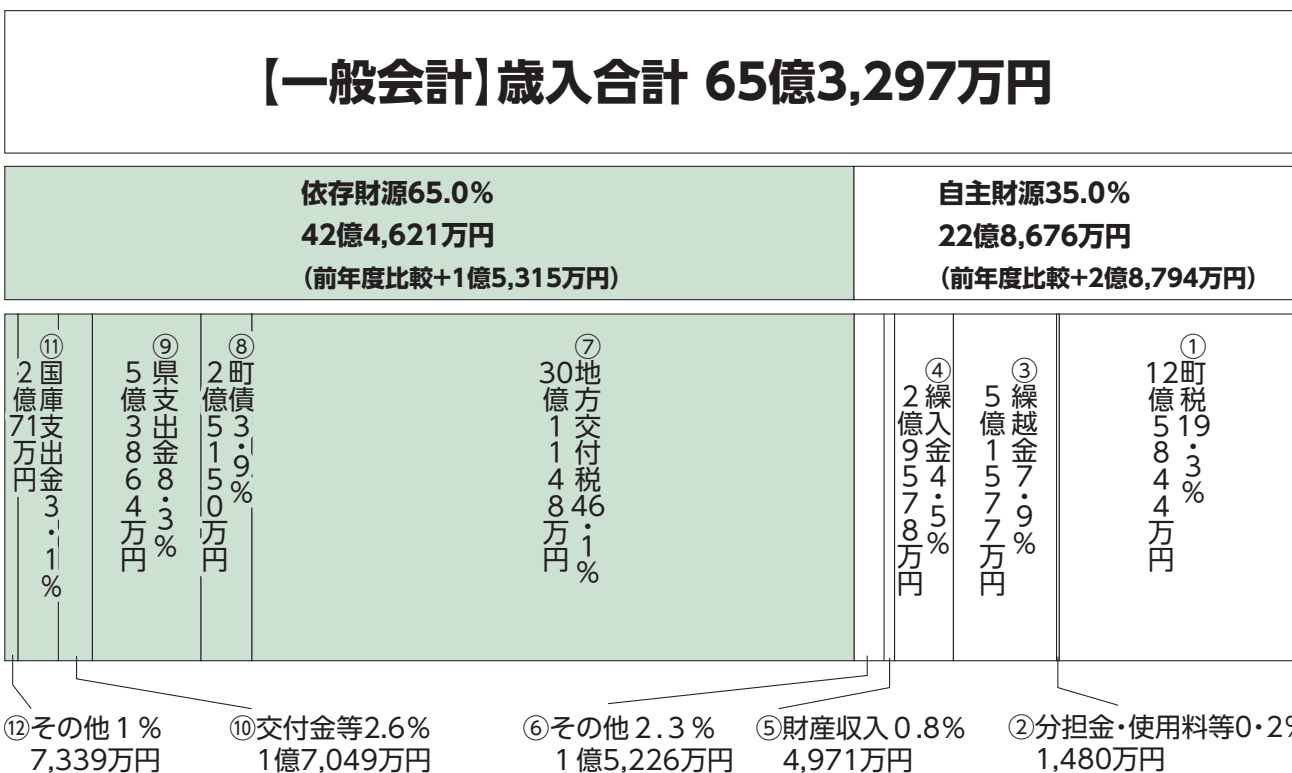 【一般会計】歳入合計 65億3,297万円
依存財源65.0%
42億4,621万円
(前年度比較+1億5,315万円)
自主財源35.0%
22億8,676万円
(前年度比較+2億8,794万円)
①町税19・3%
12億5844万円
③繰越金7・9%
5億1577万円
④繰入金4・5%
2億9578万円
⑦地方交付税46・1%
30億1148万円
⑧町債3・9%
2億5150万円
⑨県支出金8・3%
5億3864万円
⑪国庫支出金3・1%
2億71万円
⑫その他1%
7,339万円
⑩交付金等2.6%
1億7,049万円
⑥その他2.3%
1億5,226万円
⑤財産収入0.8%
4,971万円
②分担金・使用料等0・2%
1,480万円